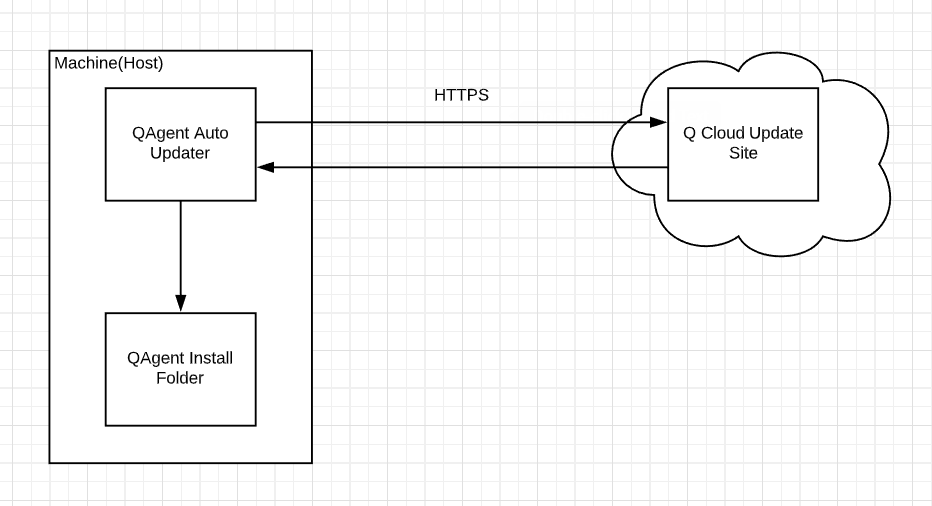 Machine(Host)
HTTPS
QAgent Auto
Updater
Q Cloud Update
Site
QAgent Install
Folder